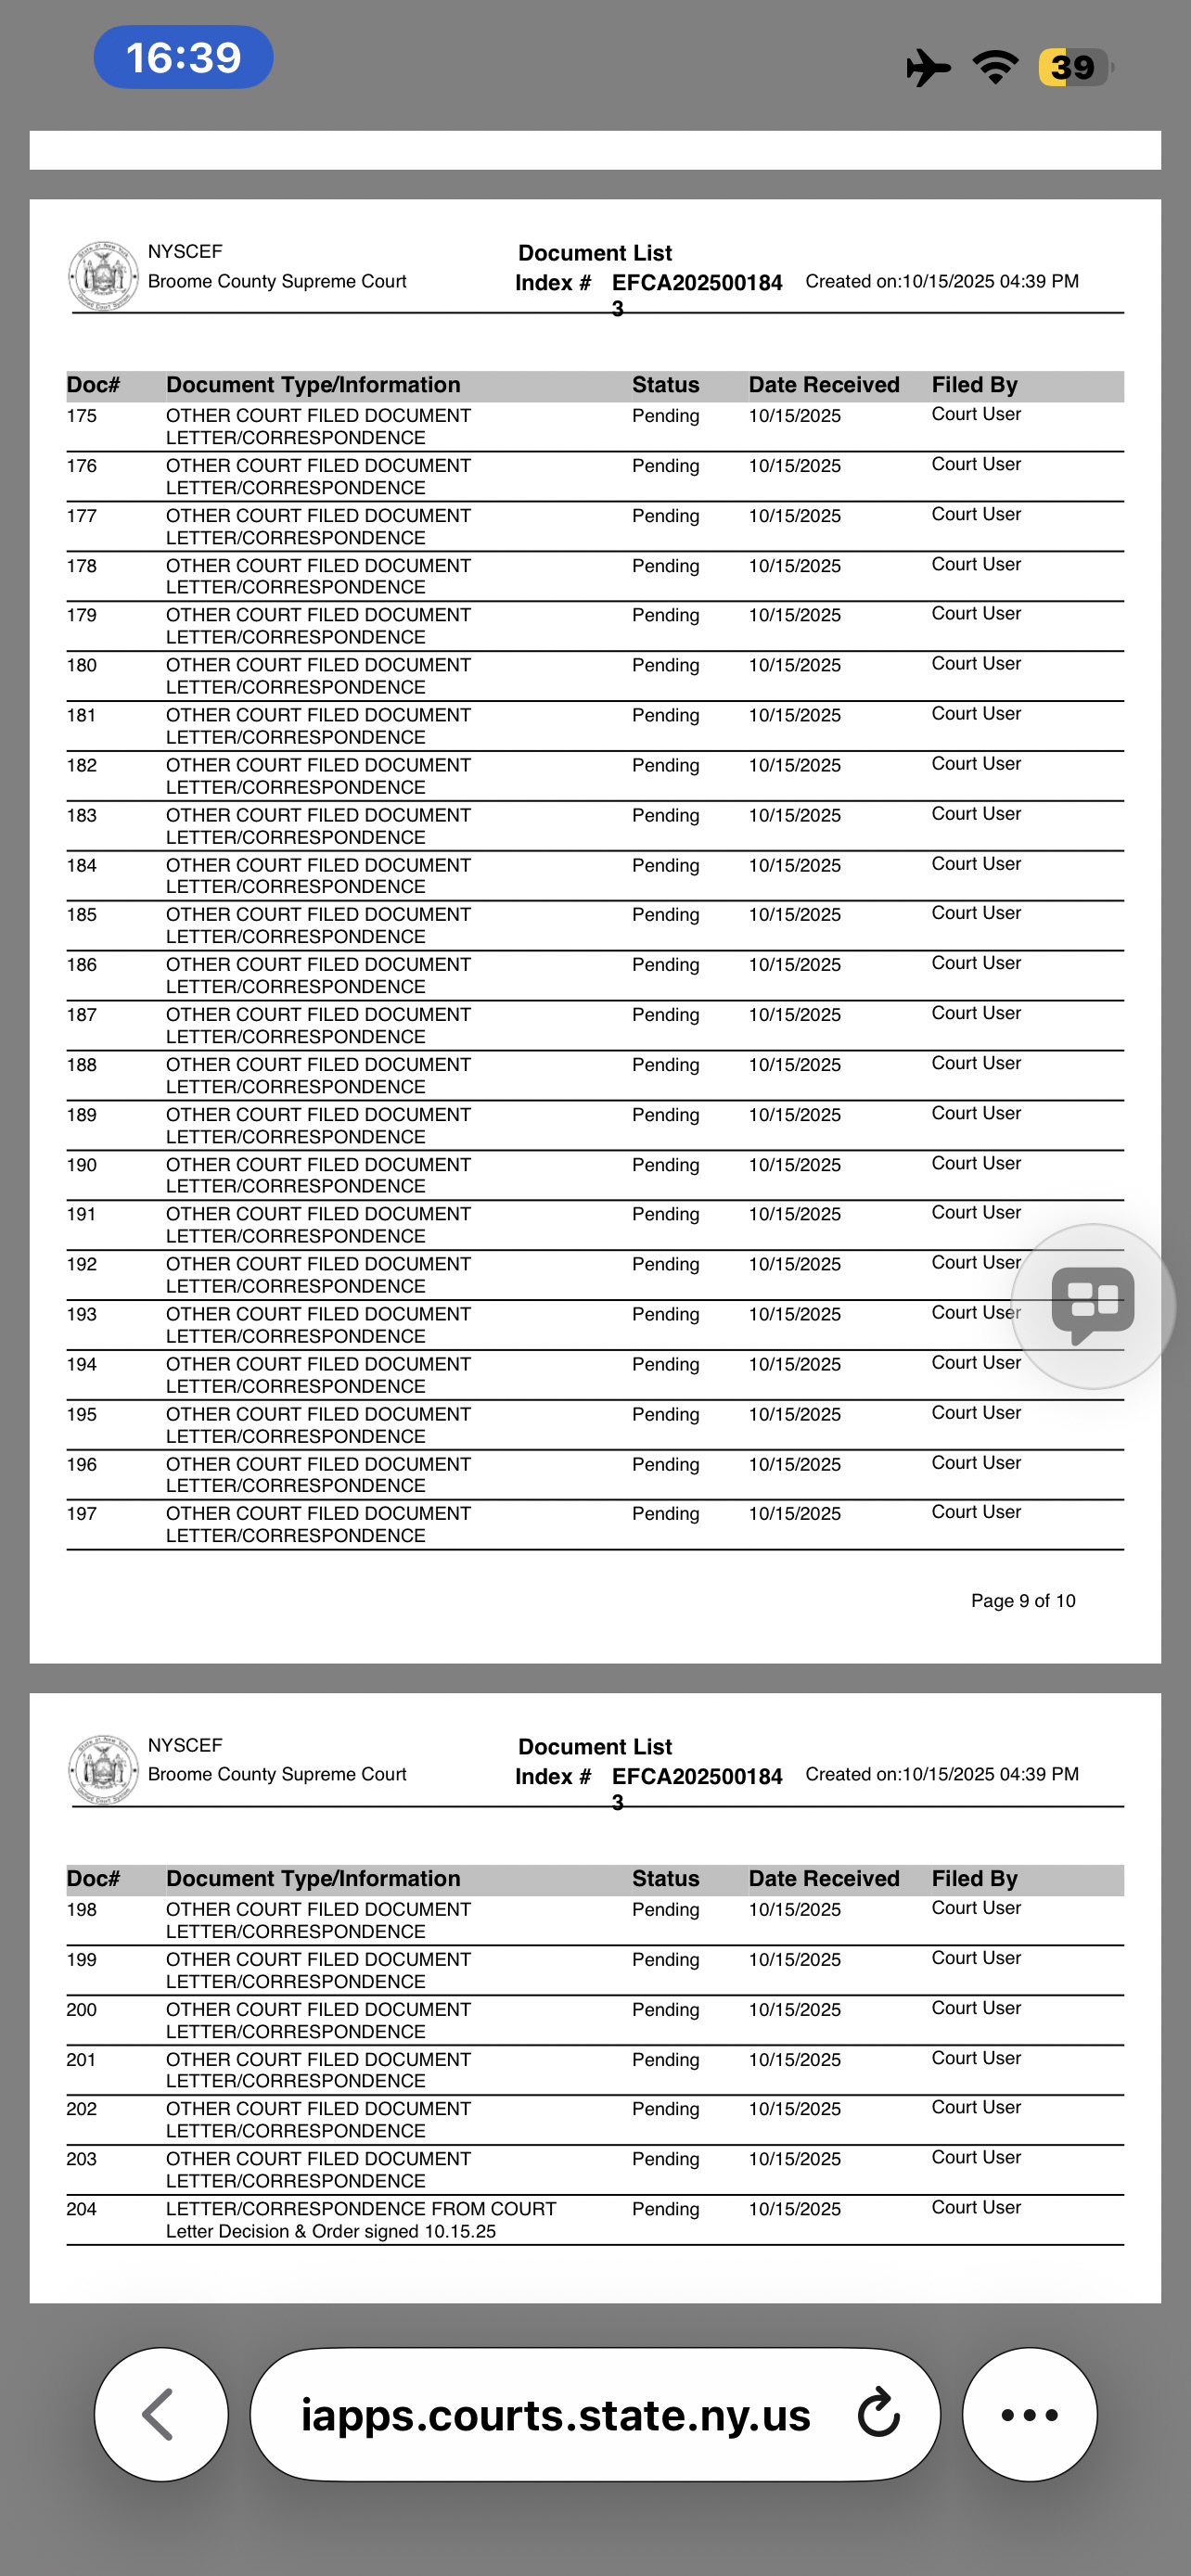 16:39
39
NYSCEF
Document List
Broome County Supreme Court
Index # EFCA202500184 Created on:10/15/2025 04:39 PM
3
Doc# Document Type/Information Status Date Received Filed By
175 OTHER COURT FILED DOCUMENT Pending 10/15/2025 Court User
LETTER/CORRESPONDENCE
176 OTHER COURT FILED DOCUMENT Pending 10/15/2025 Court User
LETTER/CORRESPONDENCE
177 OTHER COURT FILED DOCUMENT Pending 10/15/2025 Court User
LETTER/CORRESPONDENCE
178 OTHER COURT FILED DOCUMENT Pending 10/15/2025 Court User
LETTER/CORRESPONDENCE
179 OTHER COURT FILED DOCUMENT Pending 10/15/2025 Court User
LETTER/CORRESPONDENCE
180 OTHER COURT FILED DOCUMENT Pending 10/15/2025 Court User
LETTER/CORRESPONDENCE
181 OTHER COURT FILED DOCUMENT Pending 10/15/2025 Court User
LETTER/CORRESPONDENCE
182 OTHER COURT FILED DOCUMENT Pending 10/15/2025 Court User
LETTER/CORRESPONDENCE
183 OTHER COURT FILED DOCUMENT Pending 10/15/2025 Court User
LETTER/CORRESPONDENCE
184 OTHER COURT FILED DOCUMENT Pending 10/15/2025 Court User
LETTER/CORRESPONDENCE
185 OTHER COURT FILED DOCUMENT Pending 10/15/2025 Court User
LETTER/CORRESPONDENCE
186 OTHER COURT FILED DOCUMENT Pending 10/15/2025 Court User
LETTER/CORRESPONDENCE
187 OTHER COURT FILED DOCUMENT Pending 10/15/2025 Court User
LETTER/CORRESPONDENCE
188 OTHER COURT FILED DOCUMENT Pending 10/15/2025 Court User
LETTER/CORRESPONDENCE
189 OTHER COURT FILED DOCUMENT Pending 10/15/2025 Court User
LETTER/CORRESPONDENCE
190 OTHER COURT FILED DOCUMENT Pending 10/15/2025 Court User
LETTER/CORRESPONDENCE
191 OTHER COURT FILED DOCUMENT Pending 10/15/2025 Court User
LETTER/CORRESPONDENCE
192 OTHER COURT FILED DOCUMENT Pending 10/15/2025 Court User
LETTER/CORRESPONDENCE
193 OTHER COURT FILED DOCUMENT Pending 10/15/2025 Court User
LETTER/CORRESPONDENCE
194 OTHER COURT FILED DOCUMENT Pending 10/15/2025 Court User
LETTER/CORRESPONDENCE
195 OTHER COURT FILED DOCUMENT Pending 10/15/2025 Court User
LETTER/CORRESPONDENCE
196 OTHER COURT FILED DOCUMENT Pending 10/15/2025 Court User
LETTER/CORRESPONDENCE
197 OTHER COURT FILED DOCUMENT Pending 10/15/2025 Court User
LETTER/CORRESPONDENCE
Page 9 of 10
NYSCEF
Document List
Broome County Supreme Court
Index # EFCA202500184 Created on:10/15/2025 04:39 PM
3
Doc# Document Type/Information Status Date Received Filed By
198 OTHER COURT FILED DOCUMENT Pending 10/15/2025 Court User
LETTER/CORRESPONDENCE
199 OTHER COURT FILED DOCUMENT Pending 10/15/2025 Court User
LETTER/CORRESPONDENCE
200 OTHER COURT FILED DOCUMENT Pending 10/15/2025 Court User
LETTER/CORRESPONDENCE
201 OTHER COURT FILED DOCUMENT Pending 10/15/2025 Court User
LETTER/CORRESPONDENCE
202 OTHER COURT FILED DOCUMENT Pending 10/15/2025 Court User
LETTER/CORRESPONDENCE
203 OTHER COURT FILED DOCUMENT Pending 10/15/2025 Court User
LETTER/CORRESPONDENCE
204 LETTER/CORRESPONDENCE FROM COURT Pending 10/15/2025 Court User
Letter Decision & Order signed 10.15.25
iapps.courts.state.ny.us